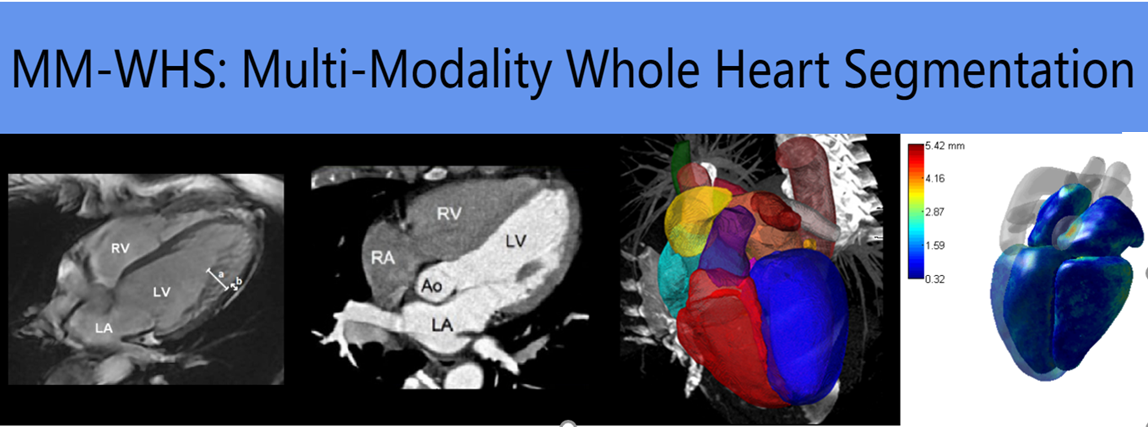 MM-WHS: Multi-Modality Whole Heart Segmentation
RV
LV
LA
a
b
RV
RA
LV
Ao
LA
5.42 mm
4.16
2.87
1.59
0.32